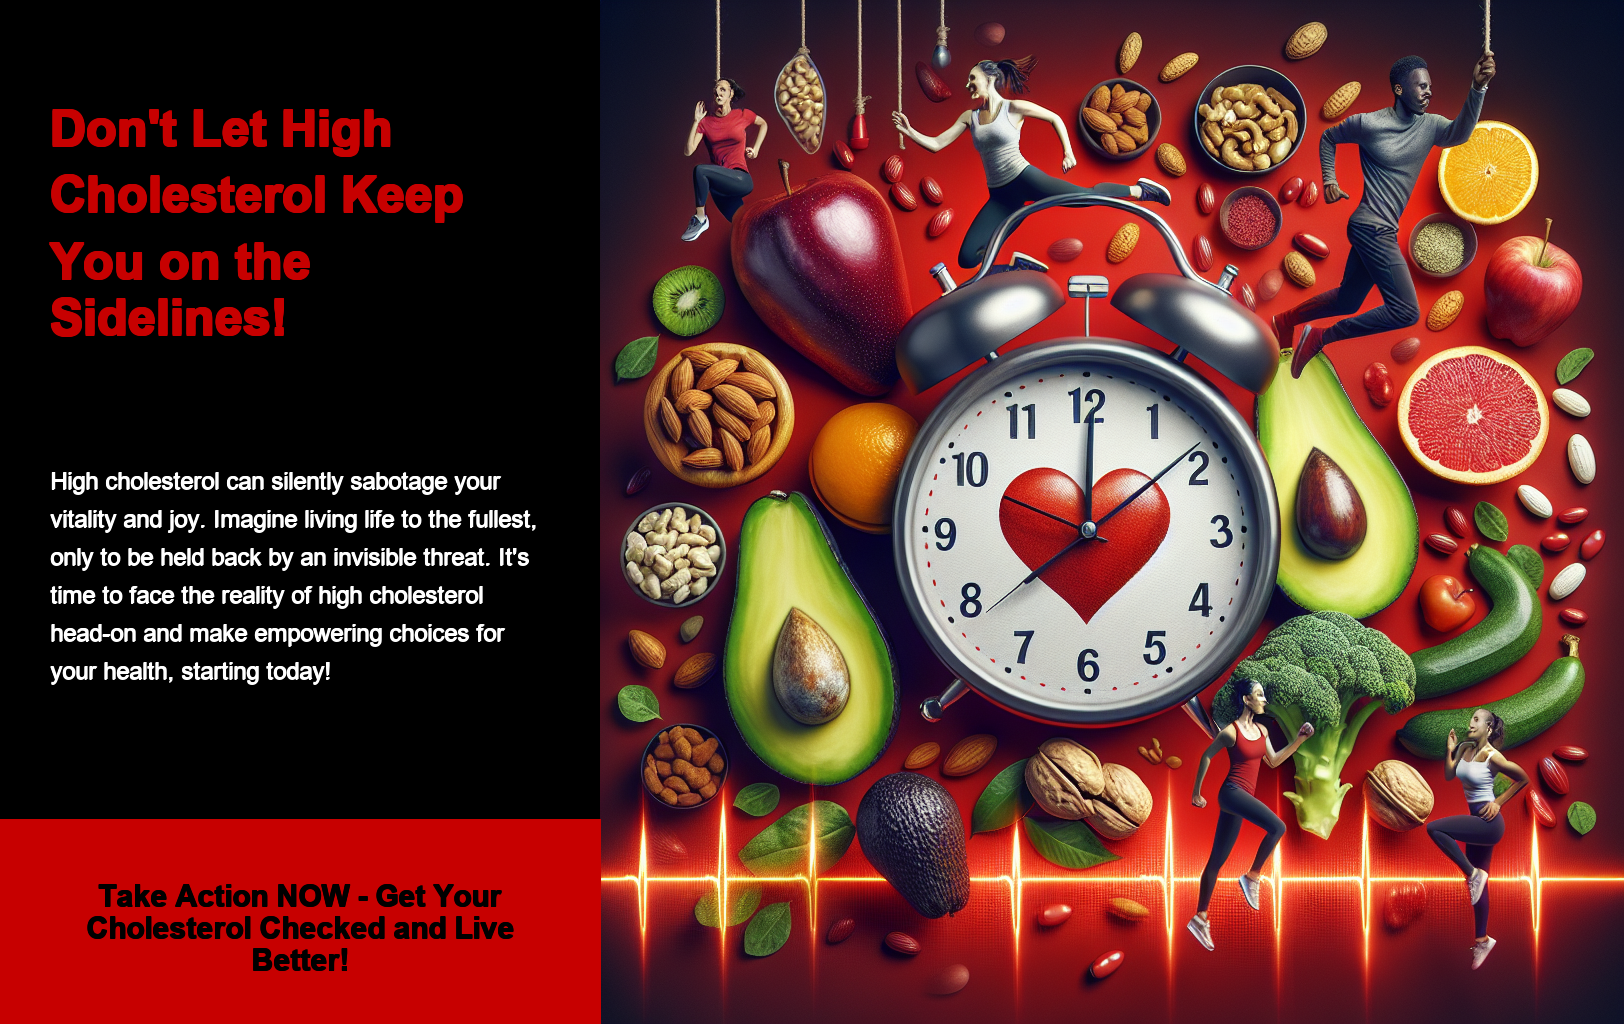 Don't Let High
Cholesterol Keep
You on the
Sidelines!
High cholesterol can silently sabotage your
vitality and joy. Imagine living life to the fullest,
only to be held back by an invisible threat. It's
time to face the reality of high cholesterol
head-on and make empowering choices for
your health, starting today!
Take Action NOW - Get Your
Cholesterol Checked and Live
Better!
12
11
1
10
2
9
3
8
4
7
5
6